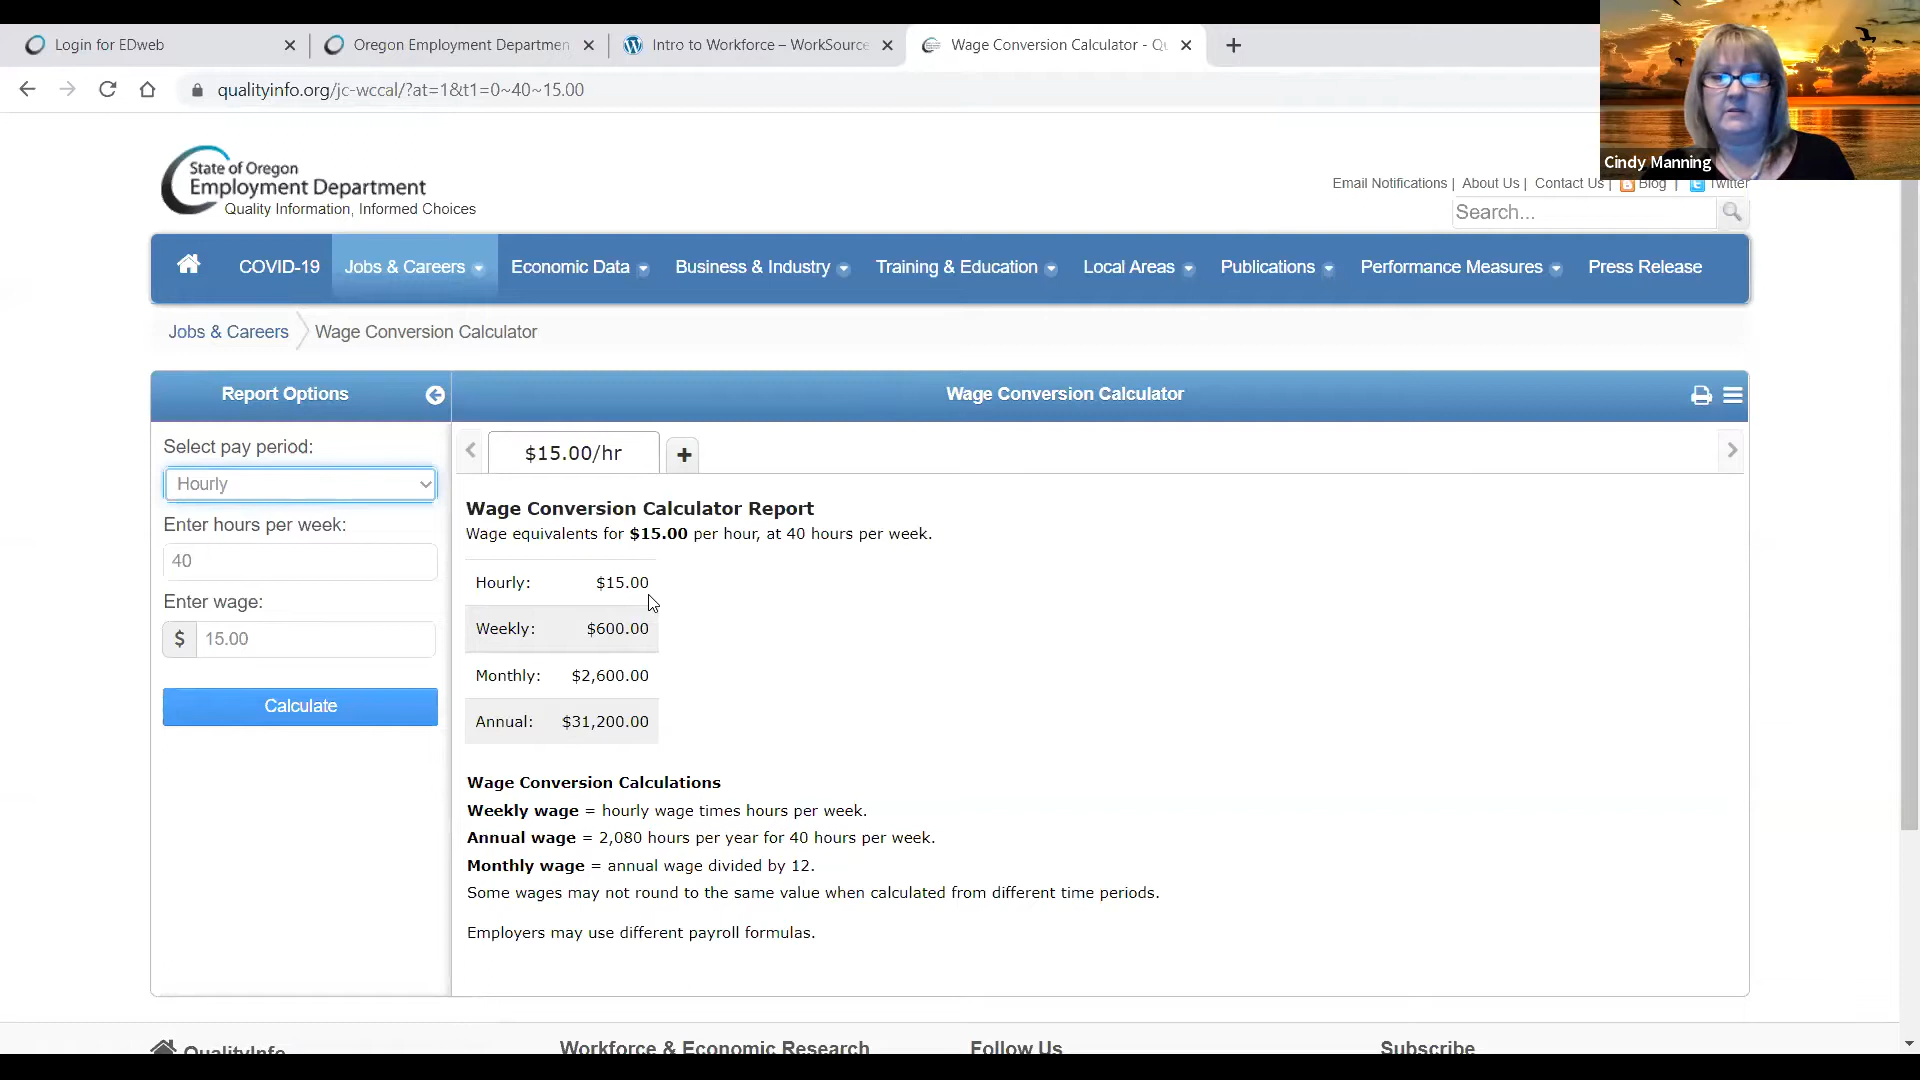 Login for EDweb
Oregon Employment Departmen
Intro to Workforce – WorkSource
Wage Conversion Calculator - Qu
qualityinfo.org/jc-wccal/?at=1&t1=0~40~15.00
Cindy Manning
State of Oregon
Employment Department
Quality Information, Informed Choices
Email Notifications | About Us | Contact Us | Blog | Twitter
Search...
COVID-19 Jobs & Careers Economic Data Business & Industry Training & Education Local Areas Publications Performance Measures Press Release
Jobs & Careers Wage Conversion Calculator
Report Options
Wage Conversion Calculator
Select pay period:
Hourly
Enter hours per week:
40
Enter wage:
$ 15.00
Calculate
$15.00/hr
Wage Conversion Calculator Report
Wage equivalents for $15.00 per hour, at 40 hours per week.
Hourly: $15.00
Weekly: $600.00
Monthly: $2,600.00
Annual: $31,200.00
Wage Conversion Calculations
Weekly wage = hourly wage times hours per week.
Annual wage = 2,080 hours per year for 40 hours per week.
Monthly wage = annual wage divided by 12.
Some wages may not round to the same value when calculated from different time periods.
Employers may use different payroll formulas.
QualityInfo Workforce & Economic Research Follow Us Subscribe